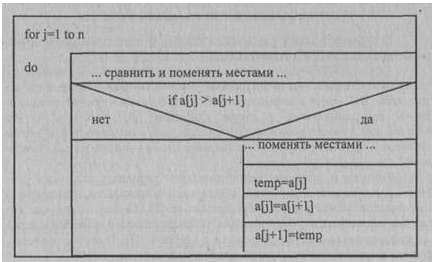 for j=1 to n
do
... сравнить и поменять местами ...
if a[j] > a[j+1]
нет
да
... поменять местами ...
temp=a[j]
a[j]=a[j+1]
a[j+1]=temp